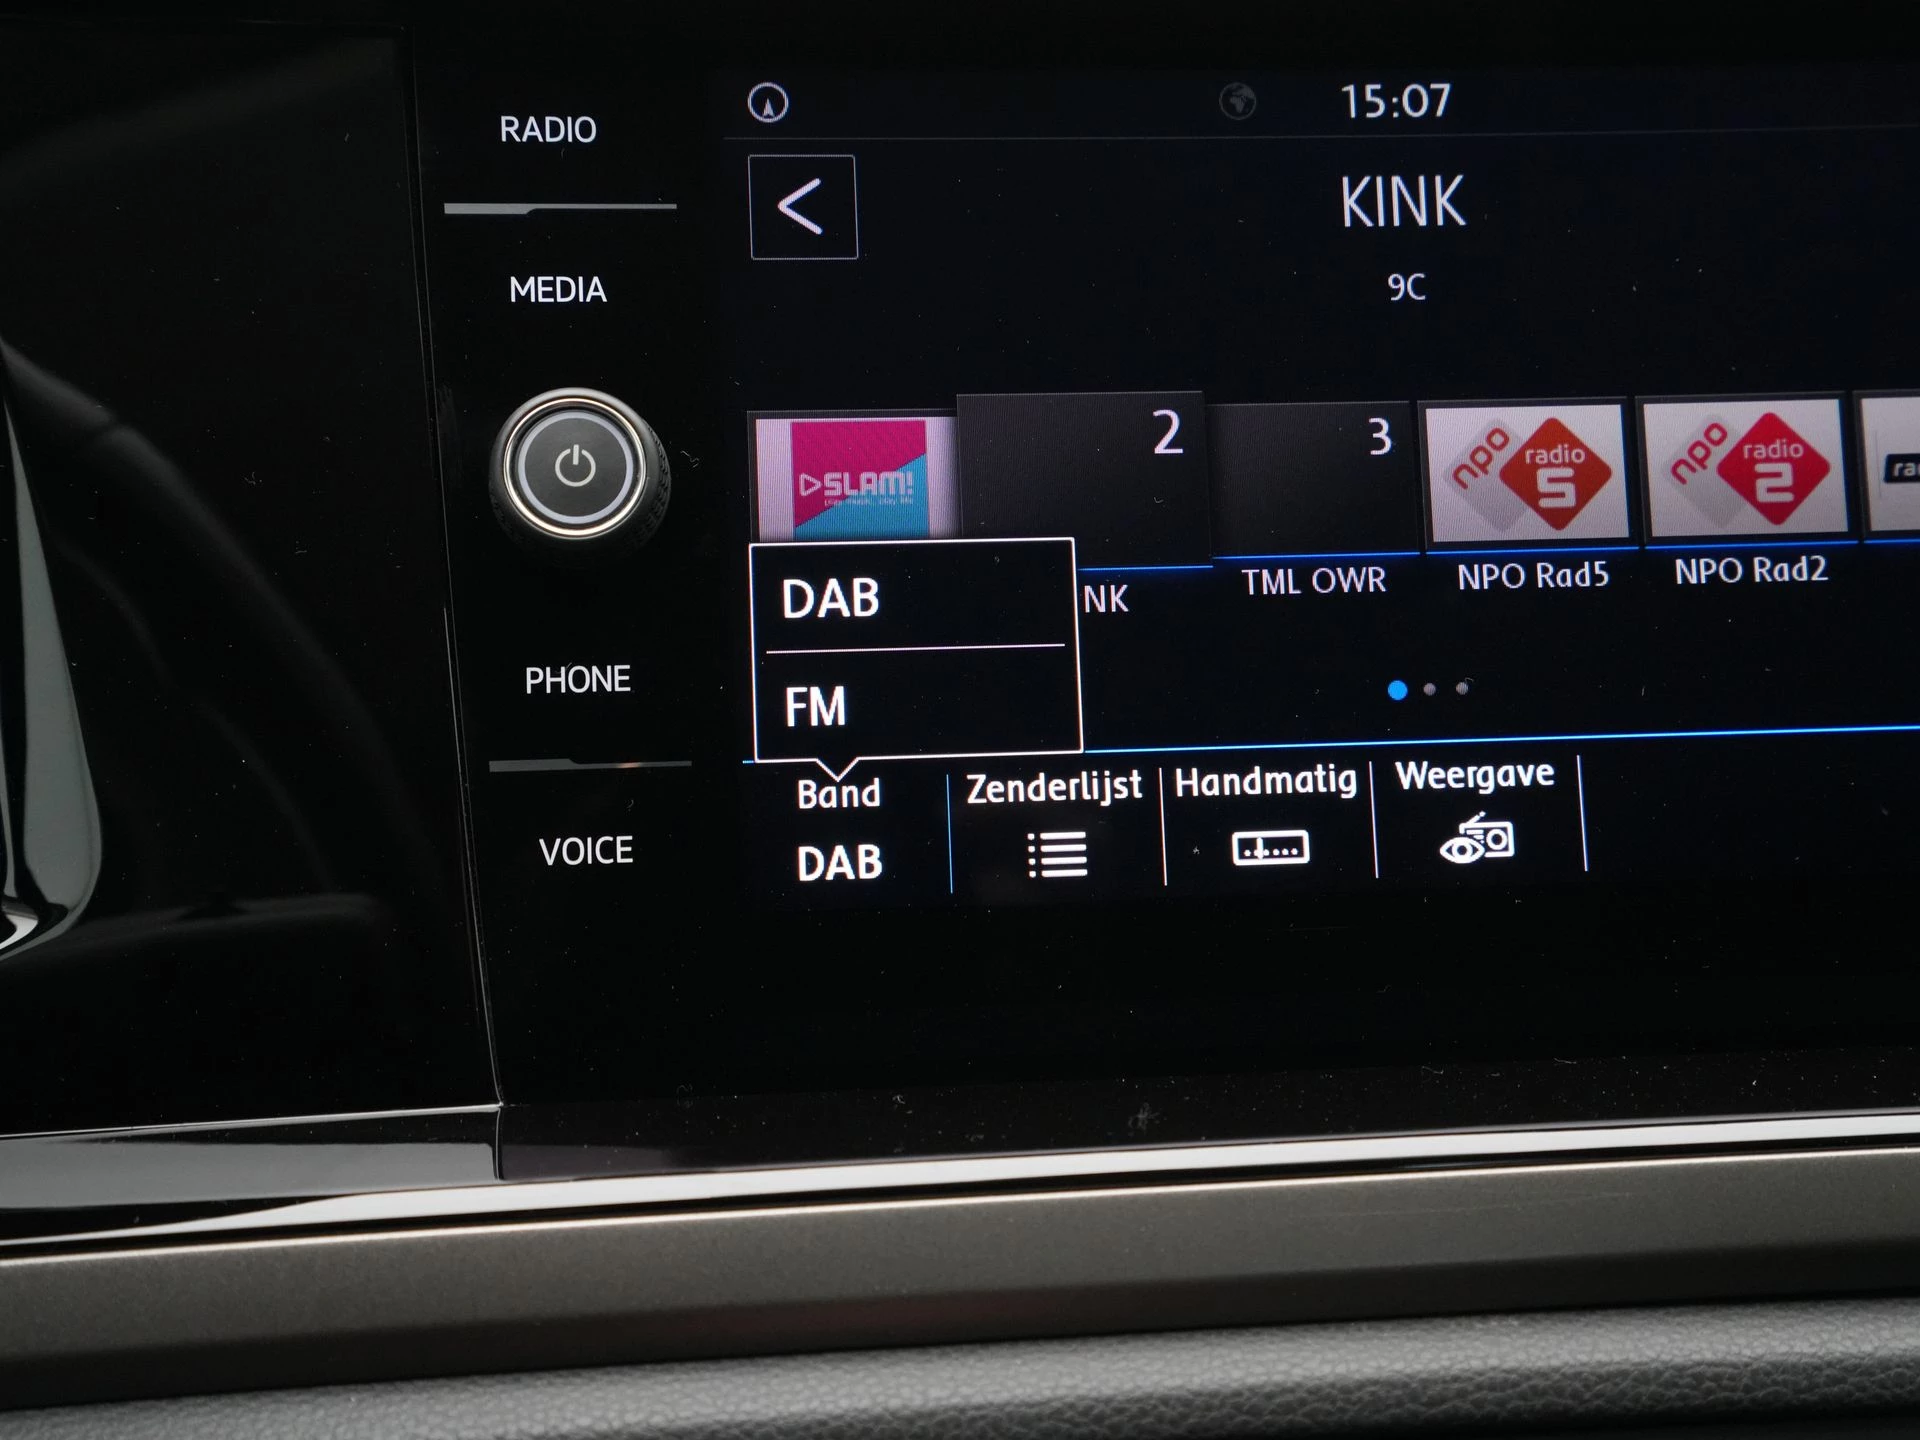 RADIO
MEDIA
PHONE
VOICE
15:07
KINK
9C
SLAM!
2
3
npo radio 5
npo radio 2
NK
TML OWR
NPO Rad5
NPO Rad2
DAB
FM
Band
DAB
Zenderlijst
Handmatig
Weergave